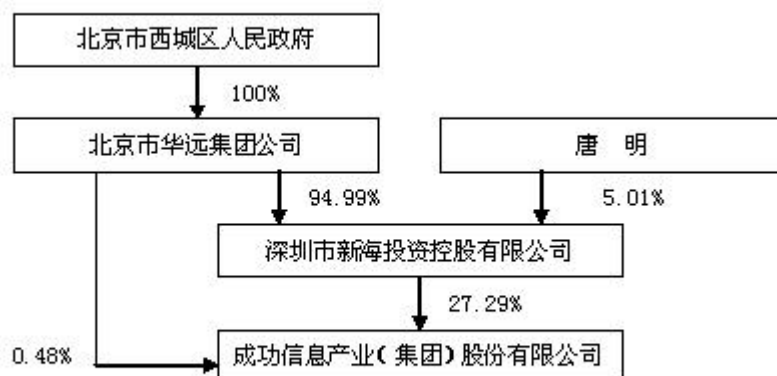 北京市西城区人民政府
100%
北京市华远集团公司
唐 明
94.99%
5.01%
深圳市新海投资控股有限公司
27.29%
0.48%
成功信息产业(集团)股份有限公司